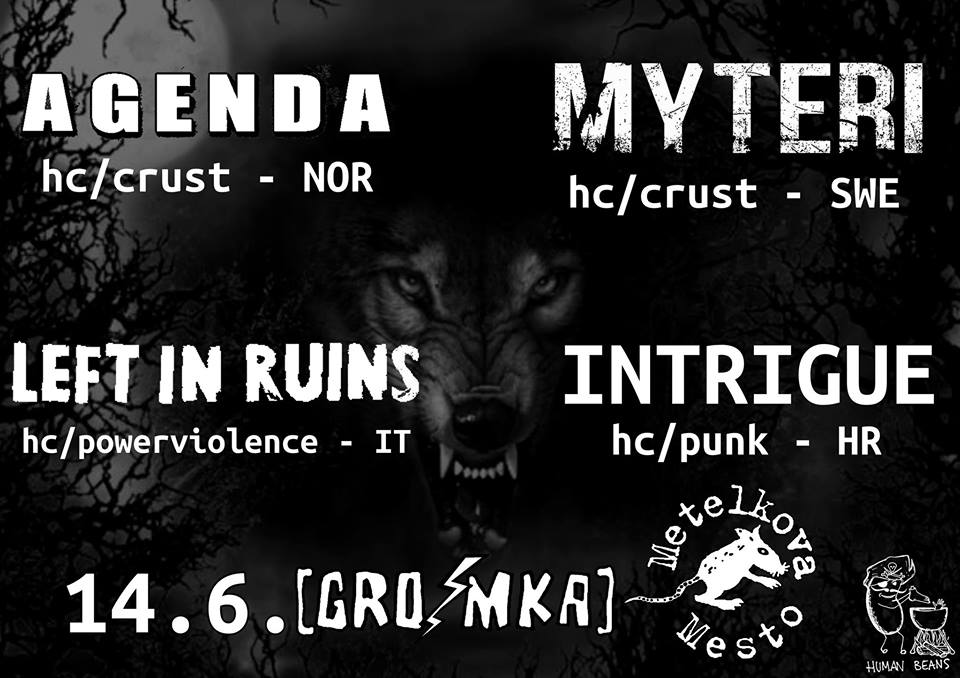 AGENDA
hc/crust - NOR
MYTERI
hc/crust - SWE
LEFT IN RUINS
hc/powerviolence - IT
INTRIGUE
hc/punk - HR
14.6. [GROMKA]
Metelkova
Mesto
HUMAN BEANS